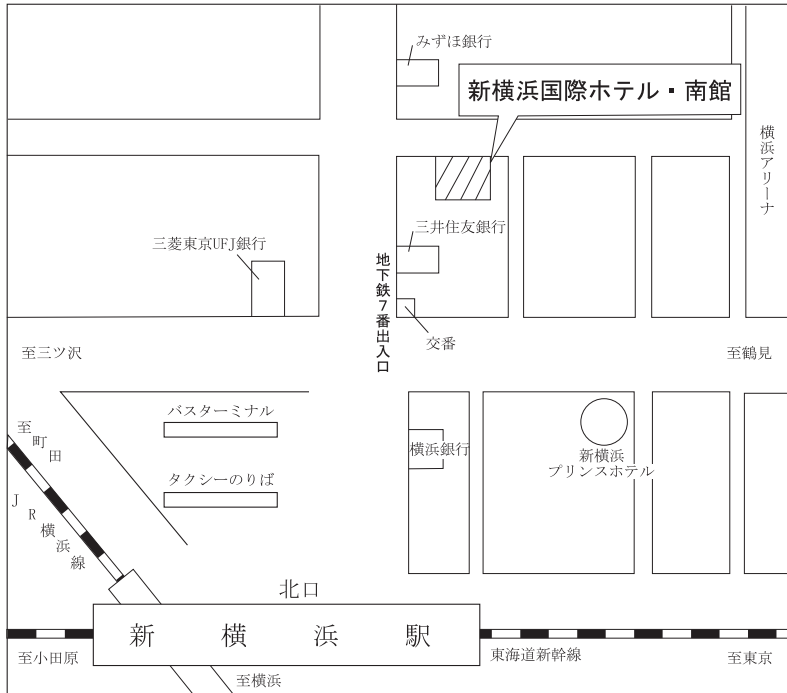 みずほ銀行
新横浜国際ホテル・南館
横浜アリーナ
三井住友銀行
三菱東京UFJ銀行
地下鉄7番出入口
交番
至三ツ沢
至鶴見
バスターミナル
横浜銀行
新横浜
プリンスホテル
至町田
タクシーのりば
JR横浜線
北口
新横浜駅
至小田原
東海道新幹線
至東京
至横浜